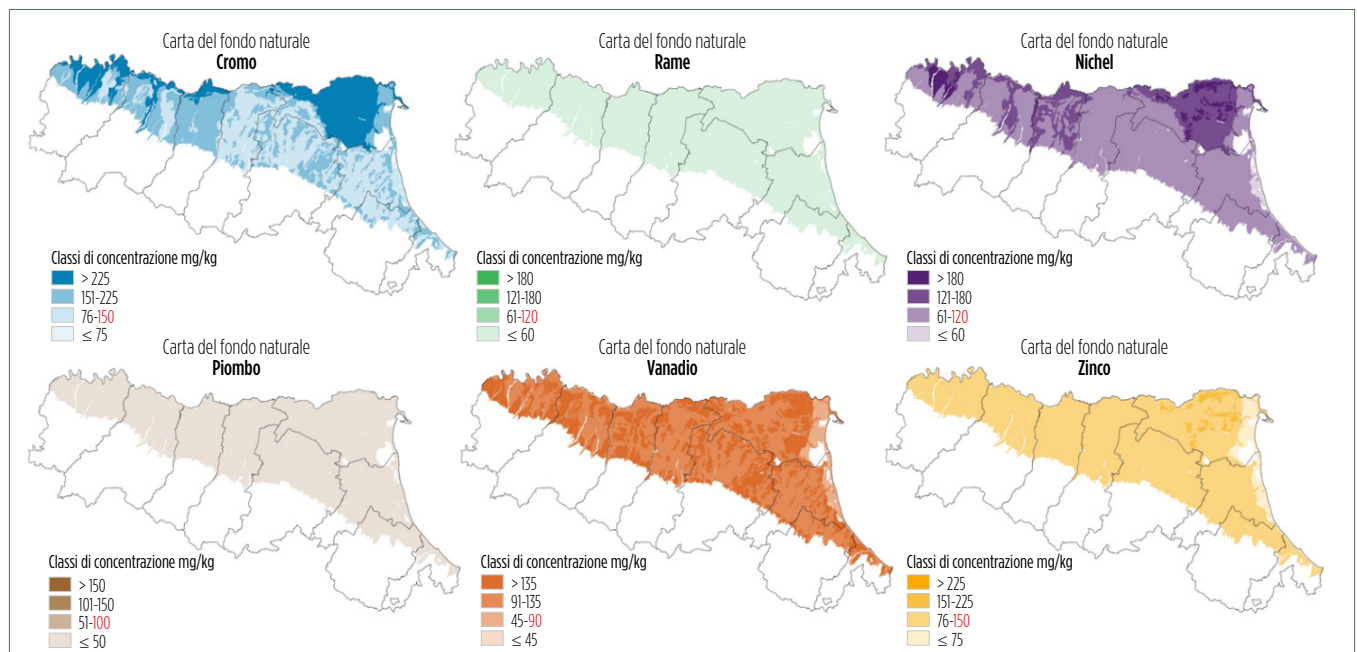 Carta del fondo naturale
Cromo
Classi di concentrazione mg/kg
> 225
151-225
76-150
≤ 75
Carta del fondo naturale
Rame
Classi di concentrazione mg/kg
> 180
121-180
61-120
≤ 60
Carta del fondo naturale
Nichel
Classi di concentrazione mg/kg
> 180
121-180
61-120
≤ 60
Carta del fondo naturale
Piombo
Classi di concentrazione mg/kg
> 150
101-150
51-100
≤ 50
Carta del fondo naturale
Vanadio
Classi di concentrazione mg/kg
> 135
91-135
45-90
≤ 45
Carta del fondo naturale
Zinco
Classi di concentrazione mg/kg
> 225
151-225
76-150
≤ 75